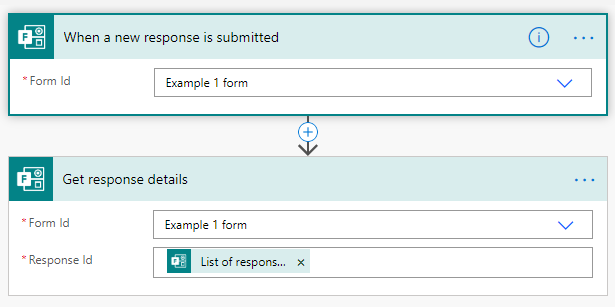 When a new response is submitted
* Form Id
Example 1 form
Get response details
* Form Id
Example 1 form
* Response Id
List of respons... ×